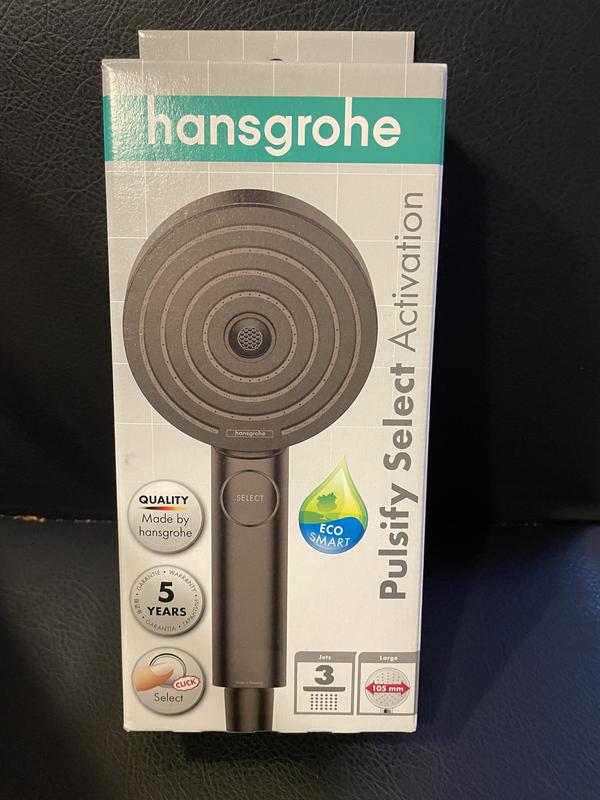 hansgrohe
Pulsify Select Activation
hansgrohe
SELECT
QUALITY
Made by
hansgrohe
ECO
SMART
GARANTIE • WARRANTY
5
YEARS
GARANTIA
CLICK
Select
Jets
3
Large
105 mm